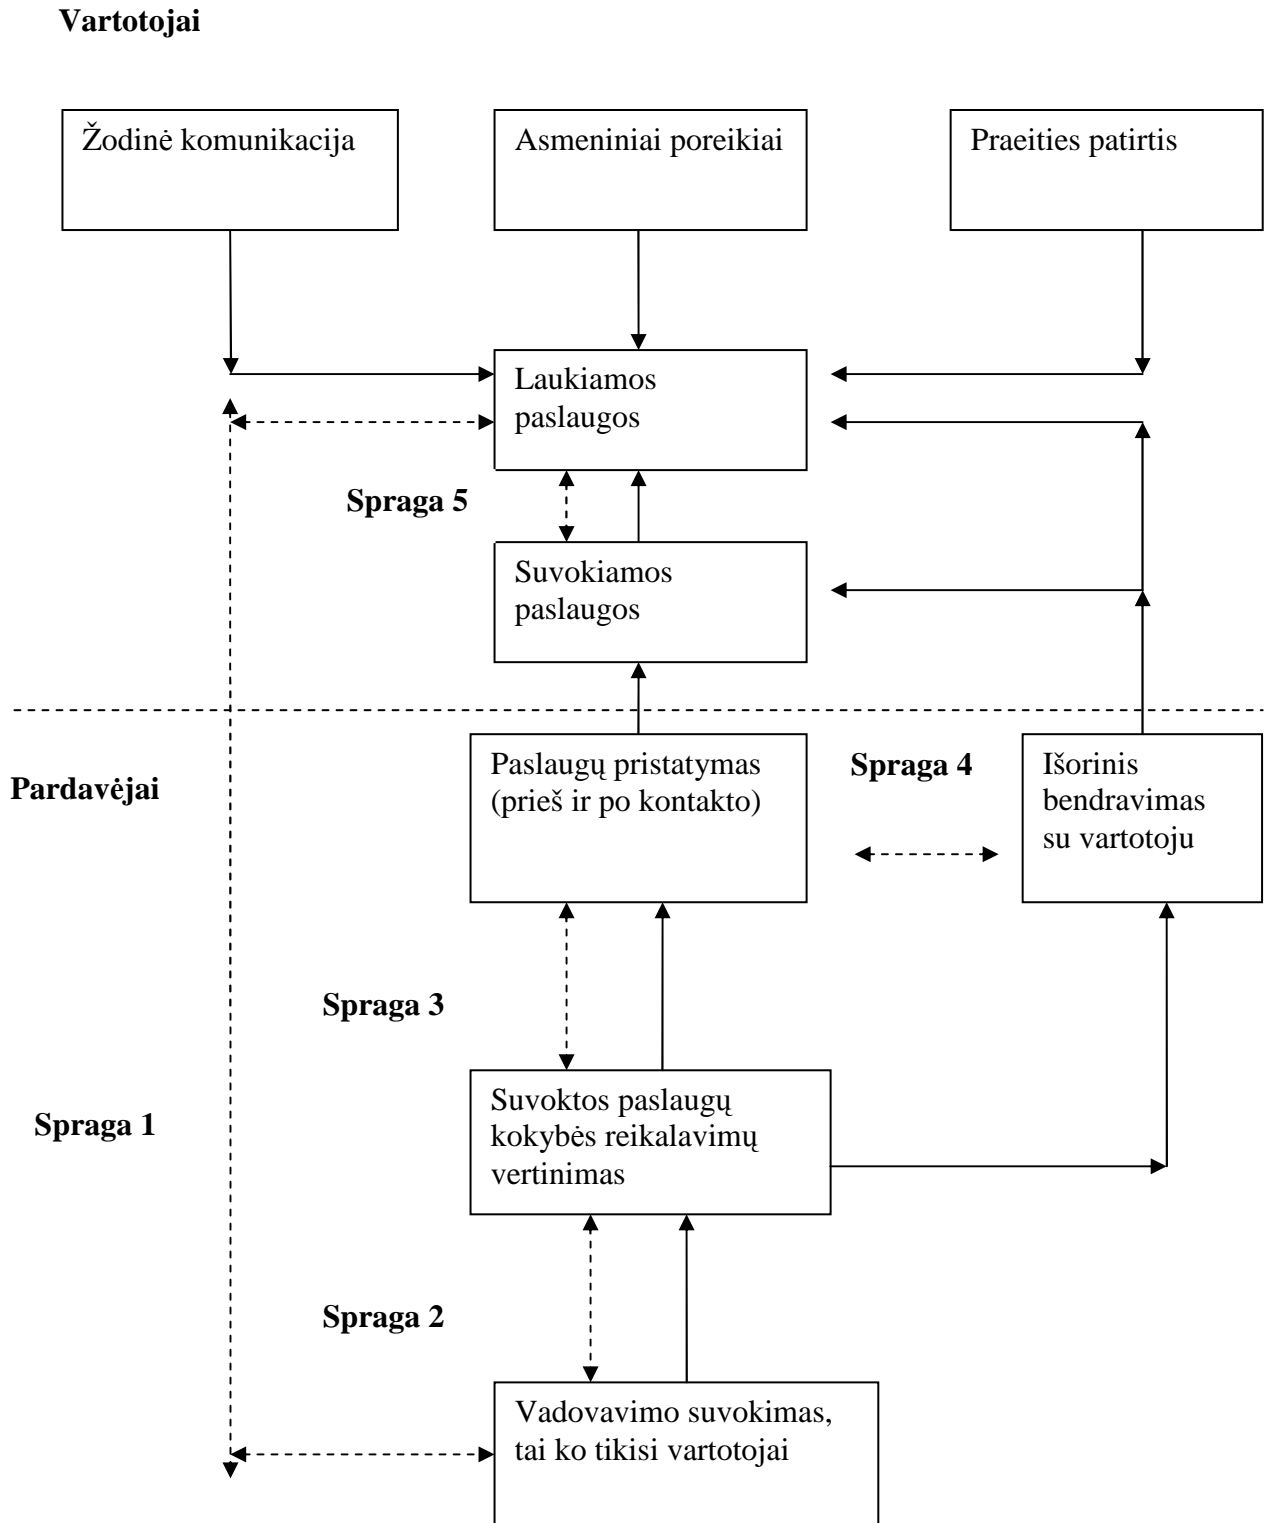 Vartotojai
Žodinė komunikacija
Asmeniniai poreikiai
Praeities patirtis
Laukiamos
paslaugos
Spraga 5
Suvokiamos
paslaugos
Pardavėjai
Paslaugų pristatymas
(prieš ir po kontakto)
Spraga 4
Išorinis
bendravimas
su vartotoju
Spraga 3
Spraga 1
Suvoktos paslaugų
kokybės reikalavimų
vertinimas
Spraga 2
Vadovavimo suvokimas,
tai ko tikisi vartotojai